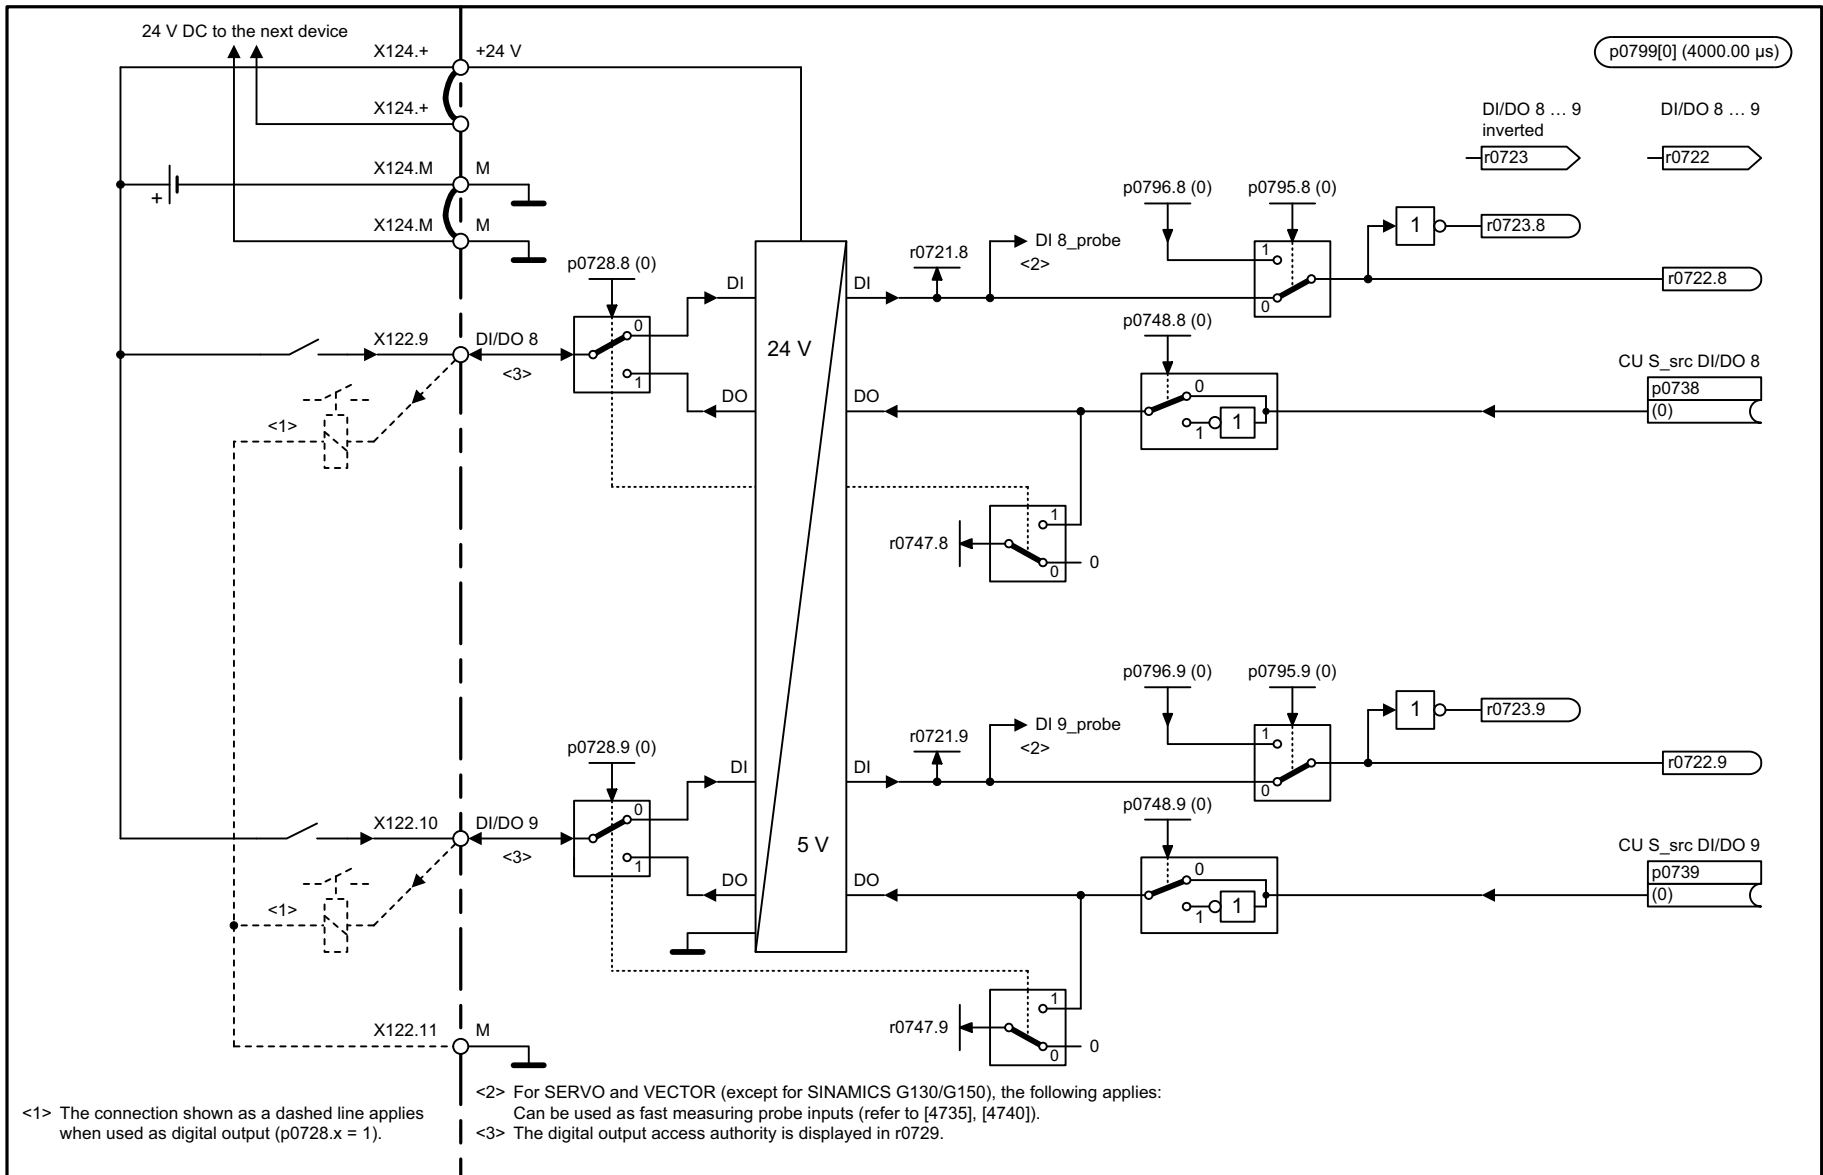 24 V DC to the next device
X124.+
+24 V
p0799[0] (4000.00 µs)
X124.+
DI/DO 8 … 9
inverted
DI/DO 8 … 9
r0723
r0722
X124.M
M
+
p0796.8 (0)
p0795.8 (0)
X124.M
M
1
r0723.8
p0728.8 (0)
r0721.8
DI 8_probe
<2>
1
DI
DI
r0722.8
0
p0748.8 (0)
X122.9
DI/DO 8
0
24 V
<3>
1
CU S_src DI/DO 8
p0738
(0)
DO
DO
0
1
1
<1>
1
r0747.8
0
0
p0796.9 (0)
p0795.9 (0)
1
r0723.9
p0728.9 (0)
r0721.9
DI 9_probe
<2>
1
DI
DI
r0722.9
0
p0748.9 (0)
X122.10
DI/DO 9
0
5 V
<3>
1
CU S_src DI/DO 9
p0739
(0)
DO
DO
0
1
1
<1>
1
r0747.9
0
0
X122.11
M
<1> The connection shown as a dashed line applies
when used as digital output (p0728.x = 1).
<2> For SERVO and VECTOR (except for SINAMICS G130/G150), the following applies:
Can be used as fast measuring probe inputs (refer to [4735], [4740]).
<3> The digital output access authority is displayed in r0729.